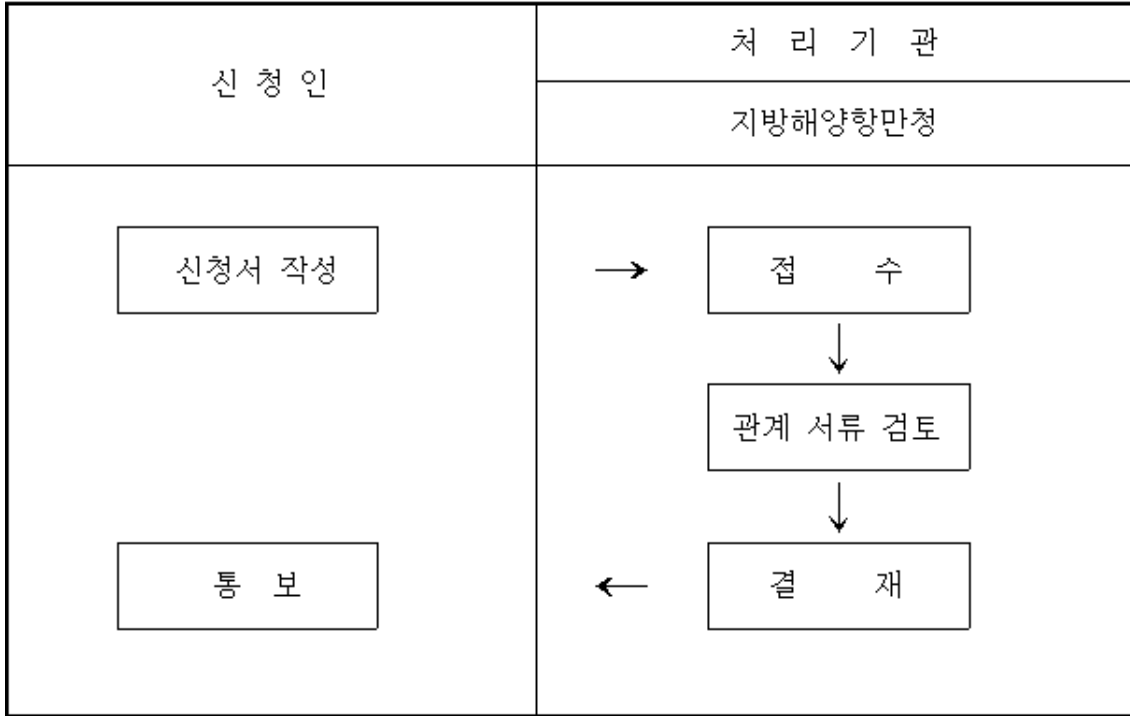 신 청 인
처 리 기 관
지방해양항만청
신청서 작성
→
접 수
↓
관계 서류 검토
↓
통 보
←
결 재